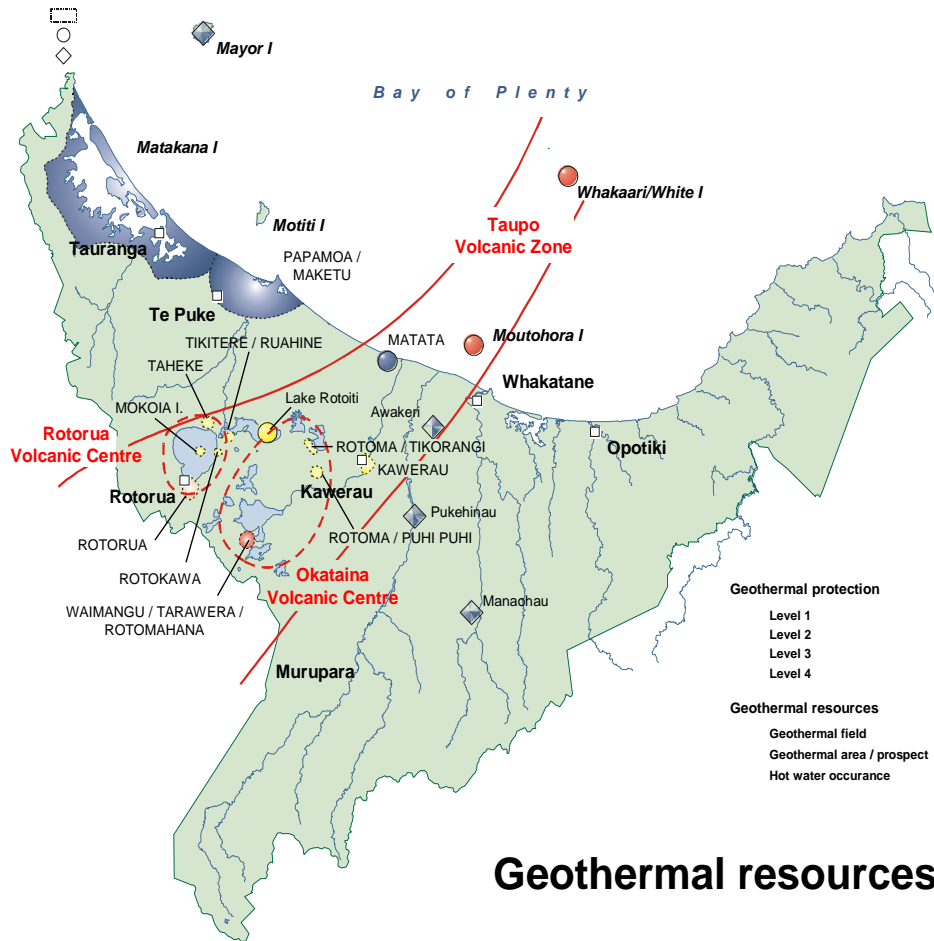 Mayor I
Bay of Plenty
Matakana I
Whakaari/White I
Motiti I
Taupo
Volcanic Zone
Tauranga
PAPAMOA /
MAKETU
Te Puke
TIKITERE / RUAHINE
MATATA
Moutohora I
TAHEKE
Whakatane
MOKOIA I.
Lake Rotoiti
Awakeri
Rotorua
Volcanic Centre
ROTOMA / TIKORANGI
Opotiki
KAWERAU
Rotorua
Kawerau
Pukehinau
ROTORUA
ROTOMA / PUHI PUHI
ROTOKAWA
Okataina
Volcanic Centre
WAIMANGU / TARAWERA /
ROTOMAHANA
Manaohau
Murupara
Geothermal protection
Level 1
Level 2
Level 3
Level 4
Geothermal resources
Geothermal field
Geothermal area / prospect
Hot water occurance
Geothermal resources